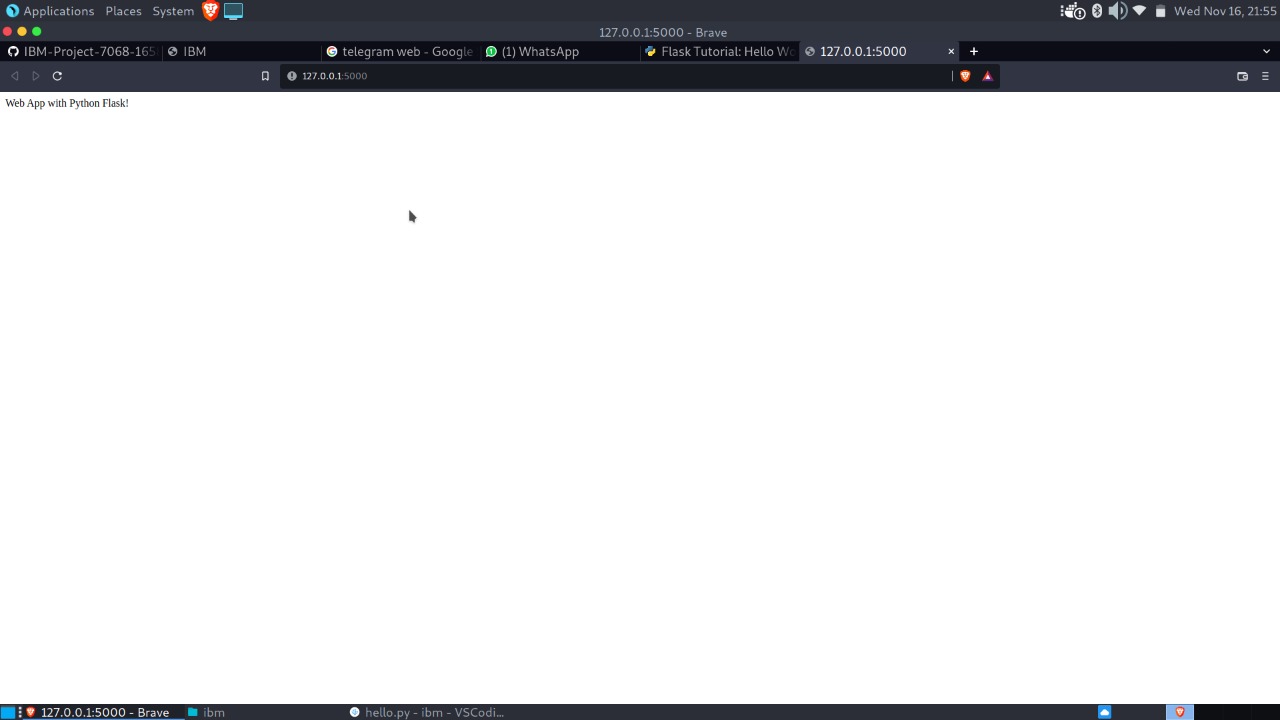 Applications Places System Wed Nov 16, 21:55
127.0.0.1:5000 - Brave
IBM-Project-7068-165 IBM telegram web - Google (1) WhatsApp Flask Tutorial: Hello Wo 127.0.0.1:5000
127.0.0.1:5000
Web App with Python Flask!
127.0.0.1:5000 - Brave ibm hello.py - ibm - VSCodi...